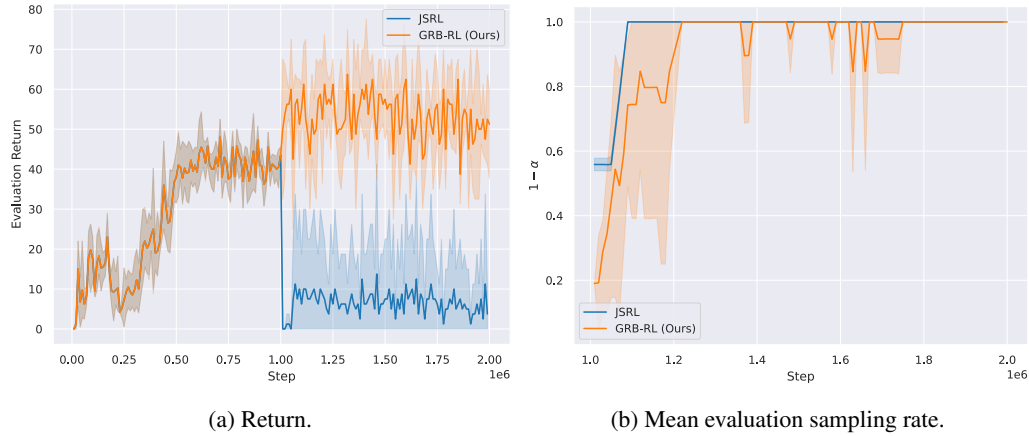 80
70
60
50
40
30
20
10
0
Evaluation Return
JSRL
GRB-RL (Ours)
0.00 0.25 0.50 0.75 1.00 1.25 1.50 1.75 2.00
Step
1e6
(a) Return.
1.0
0.8
0.6
0.4
0.2
1 − α
JSRL
GRB-RL (Ours)
1.0 1.2 1.4 1.6 1.8 2.0
Step
1e6
(b) Mean evaluation sampling rate.